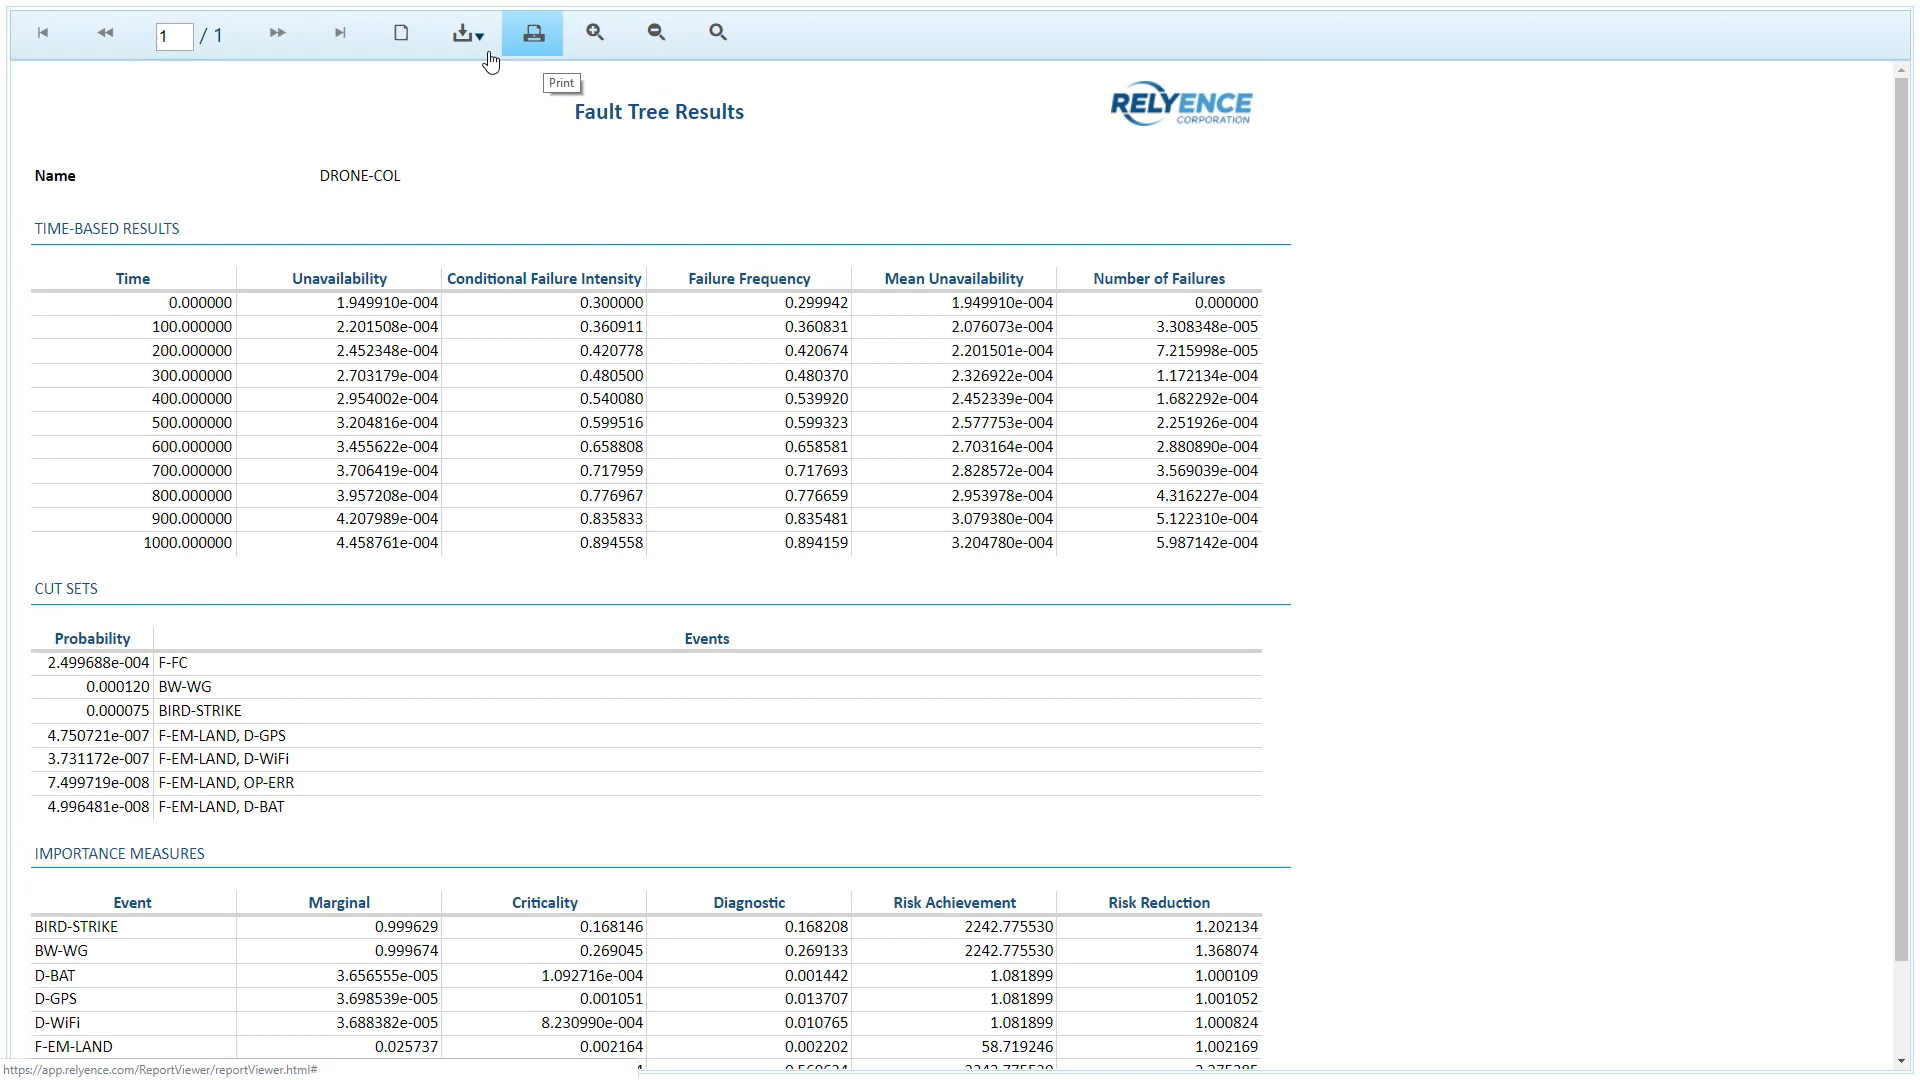 1 / 1
Print
Fault Tree Results
RELYENCE
CORPORATION
Name DRONE-COL
TIME-BASED RESULTS
Time Unavailability Conditional Failure Intensity Failure Frequency Mean Unavailability Number of Failures
0.000000 1.949910e-004 0.300000 0.299942 1.949910e-004 0.000000
100.000000 2.201508e-004 0.360911 0.360831 2.076073e-004 3.308348e-005
200.000000 2.452348e-004 0.420778 0.420674 2.201501e-004 7.215998e-005
300.000000 2.703179e-004 0.480500 0.480370 2.326922e-004 1.172134e-004
400.000000 2.954002e-004 0.540080 0.539920 2.452339e-004 1.682292e-004
500.000000 3.204816e-004 0.599516 0.599323 2.577753e-004 2.251926e-004
600.000000 3.455622e-004 0.658808 0.658581 2.703164e-004 2.880890e-004
700.000000 3.706419e-004 0.717959 0.717693 2.828572e-004 3.569039e-004
800.000000 3.957208e-004 0.776967 0.776659 2.953978e-004 4.316227e-004
900.000000 4.207989e-004 0.835833 0.835481 3.079380e-004 5.122310e-004
1000.000000 4.458761e-004 0.894558 0.894159 3.204780e-004 5.987142e-004
CUT SETS
Probability Events
2.499688e-004 F-FC
0.000120 BW-WG
0.000075 BIRD-STRIKE
4.750721e-007 F-EM-LAND, D-GPS
3.731172e-007 F-EM-LAND, D-WiFi
7.499719e-008 F-EM-LAND, OP-ERR
4.996481e-008 F-EM-LAND, D-BAT
IMPORTANCE MEASURES
Event Marginal Criticality Diagnostic Risk Achievement Risk Reduction
BIRD-STRIKE 0.999629 0.168146 0.168208 2242.775530 1.202134
BW-WG 0.999674 0.269045 0.269133 2242.775530 1.368074
D-BAT 3.656555e-005 1.092716e-004 0.001442 1.081899 1.000109
D-GPS 3.698539e-005 0.001051 0.013707 1.081899 1.001052
D-WiFi 3.688382e-005 8.230990e-004 0.010765 1.081899 1.000824
F-EM-LAND 0.025737 0.002164 0.002202 58.719246 1.002169
https://app.relyence.com/ReportViewer/reportViewer.html#